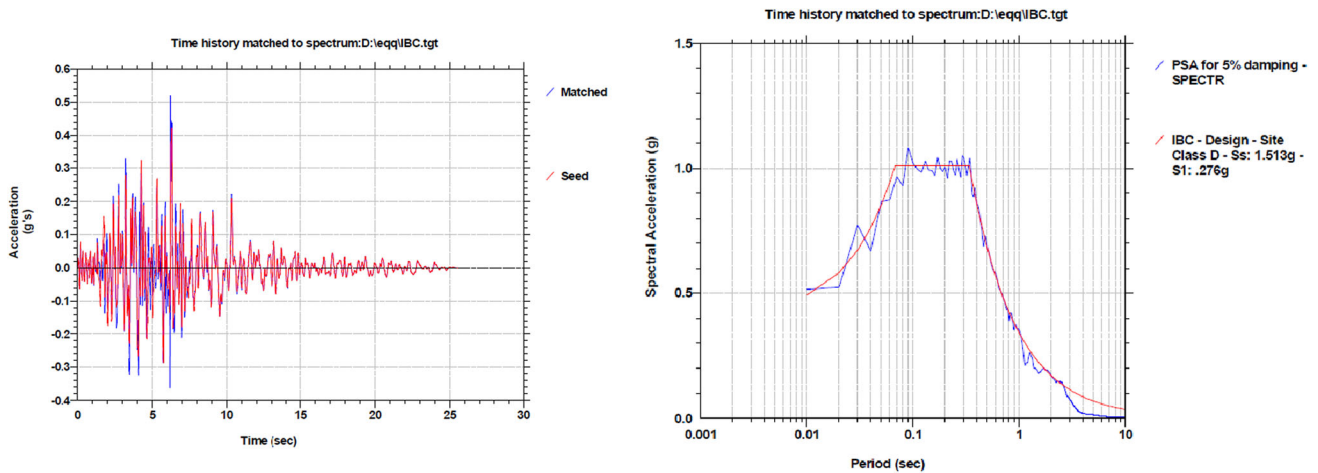 Time history matched to spectrum:D:\eqq\IBC.tgt
Acceleration
(g's)
0.6
0.5
0.4
0.3
0.2
0.1
0.0
-0.1
-0.2
-0.3
-0.4
0
5
10
15
20
25
30
Time (sec)
Matched
Seed
Time history matched to spectrum:D:\eqq\IBC.tgt
Spectral Acceleration (g)
1.5
1.0
0.5
0.0
0.001
0.01
0.1
1
10
Period (sec)
PSA for 5% damping -
SPECTR
IBC - Design - Site
Class D - Ss: 1.513g -
S1: .276g